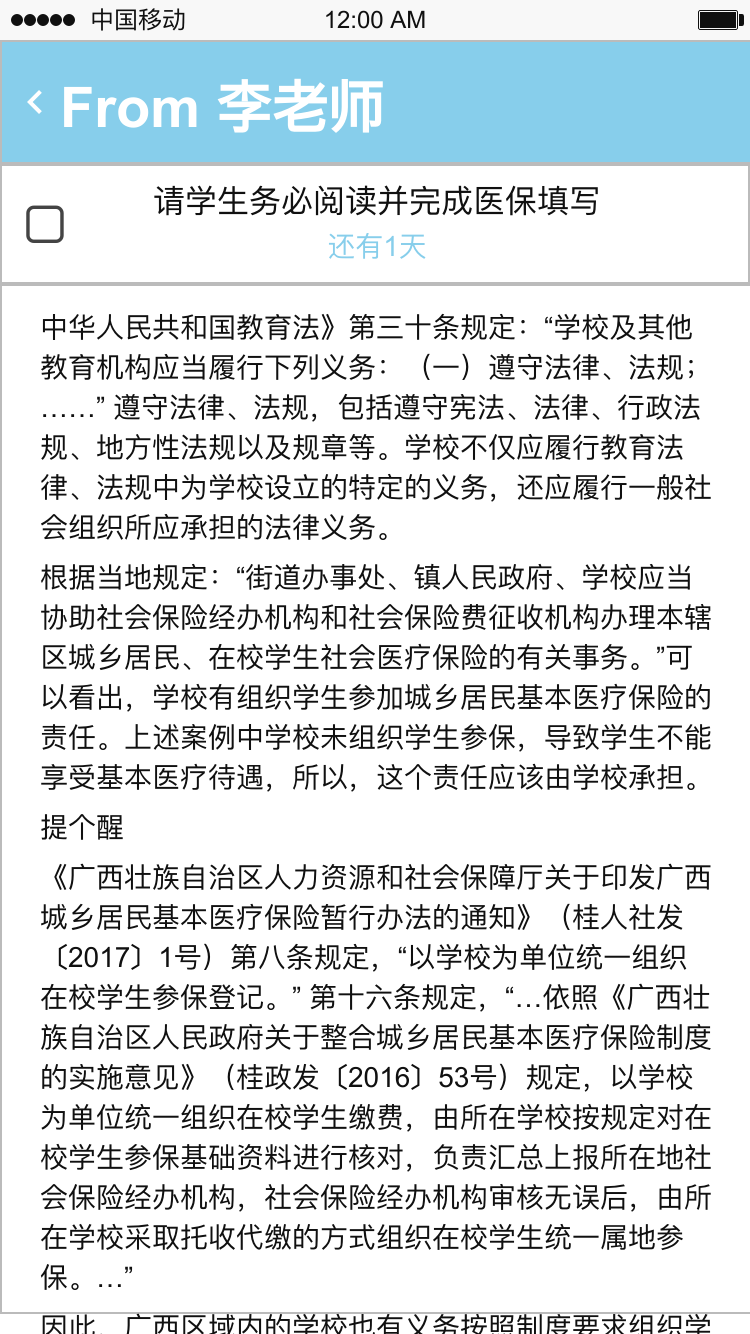 中国移动 12:00 AM
From 李老师
请学生务必阅读并完成医保填写
还有1天
中华人民共和国教育法》第三十条规定：“学校及其他
教育机构应当履行下列义务：（一）遵守法律、法规；
……” 遵守法律、法规，包括遵守宪法、法律、行政法
规、地方性法规以及规章等。学校不仅应履行教育法
律、法规中为学校设立的特定的义务，还应履行一般社
会组织所应承担的法律义务。
根据当地规定：“街道办事处、镇人民政府、学校应当
协助社会保险经办机构和社会保险费征收机构办理本辖
区城乡居民、在校学生社会医疗保险的有关事务。”可
以看出，学校有组织学生参加城乡居民基本医疗保险的
责任。上述案例中学校未组织学生参保，导致学生不能
享受基本医疗待遇，所以，这个责任应该由学校承担。
提个醒
《广西壮族自治区人力资源和社会保障厅关于印发广西
城乡居民基本医疗保险暂行办法的通知》（桂人社发
〔2017〕1号）第八条规定，“以学校为单位统一组织
在校学生参保登记。” 第十六条规定，“…依照《广西壮
族自治区人民政府关于整合城乡居民基本医疗保险制度
的实施意见》（桂政发〔2016〕53号）规定，以学校
为单位统一组织在校学生缴费，由所在学校按规定对在
校学生参保基础资料进行核对，负责汇总上报所在地社
会保险经办机构，社会保险经办机构审核无误后，由所
在学校采取托收代缴的方式组织在校学生统一属地参
保。…”
因此，广西区域内的学校也有义务按照制度要求组织学